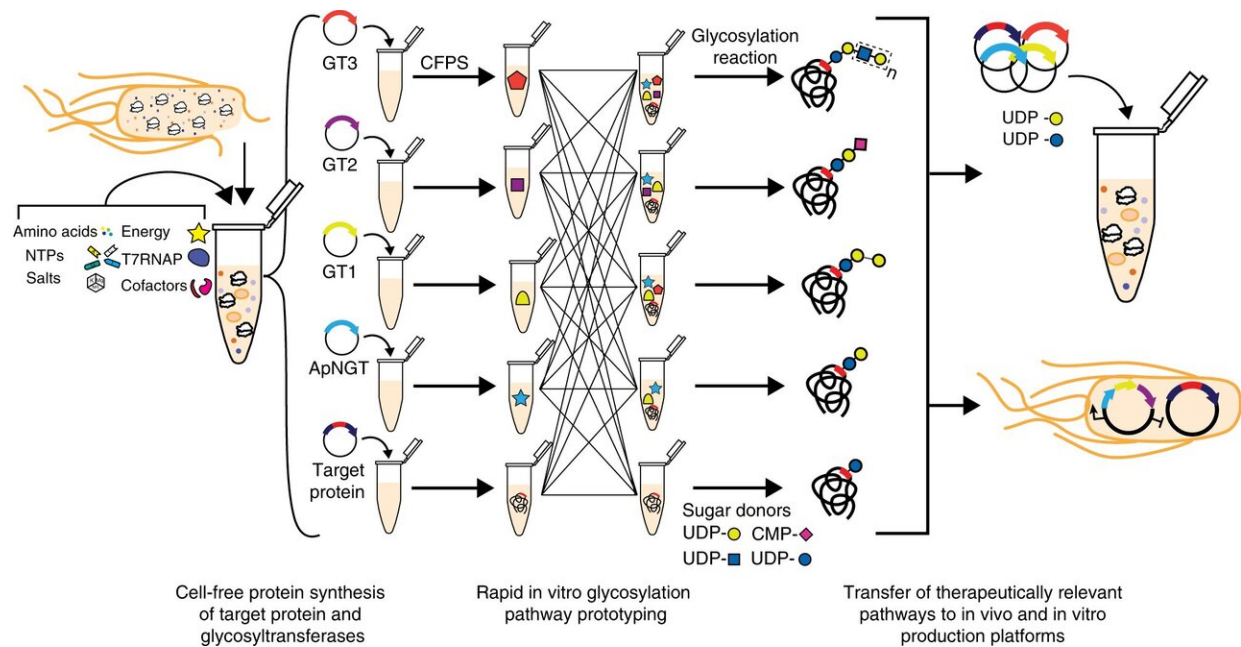 GT3
CFPS
Glycosylation
reaction
n
UDP -
UDP -
GT2
Amino acids
Energy
NTPs
T7RNAP
Salts
Cofactors
GT1
ApNGT
Target
protein
Sugar donors
UDP- CMP-
UDP- UDP-
Cell-free protein synthesis
of target protein and
glycosyltransferases
Rapid in vitro glycosylation
pathway prototyping
Transfer of therapeutically relevant
pathways to in vivo and in vitro
production platforms